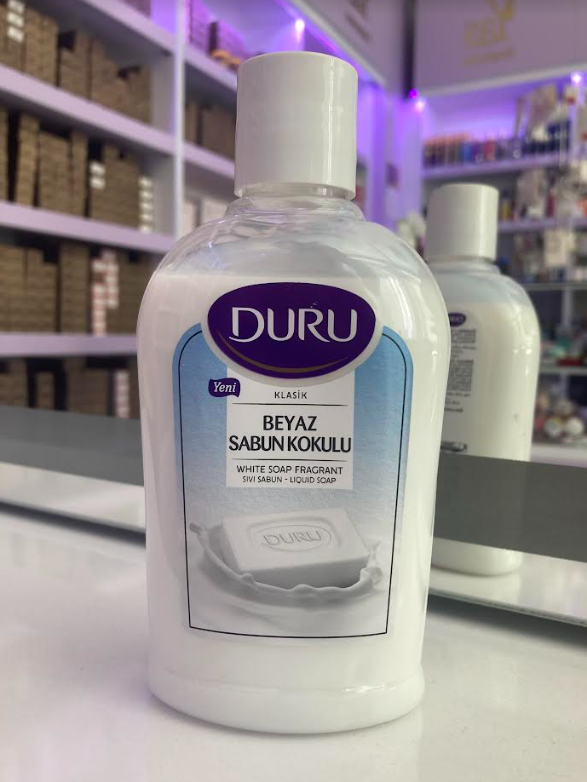 DURU
Yeni
KLASİK
BEYAZ
SABUN KOKULU
WHITE SOAP FRAGRANT
SIVI SABUN - LIQUID SOAP
DURU